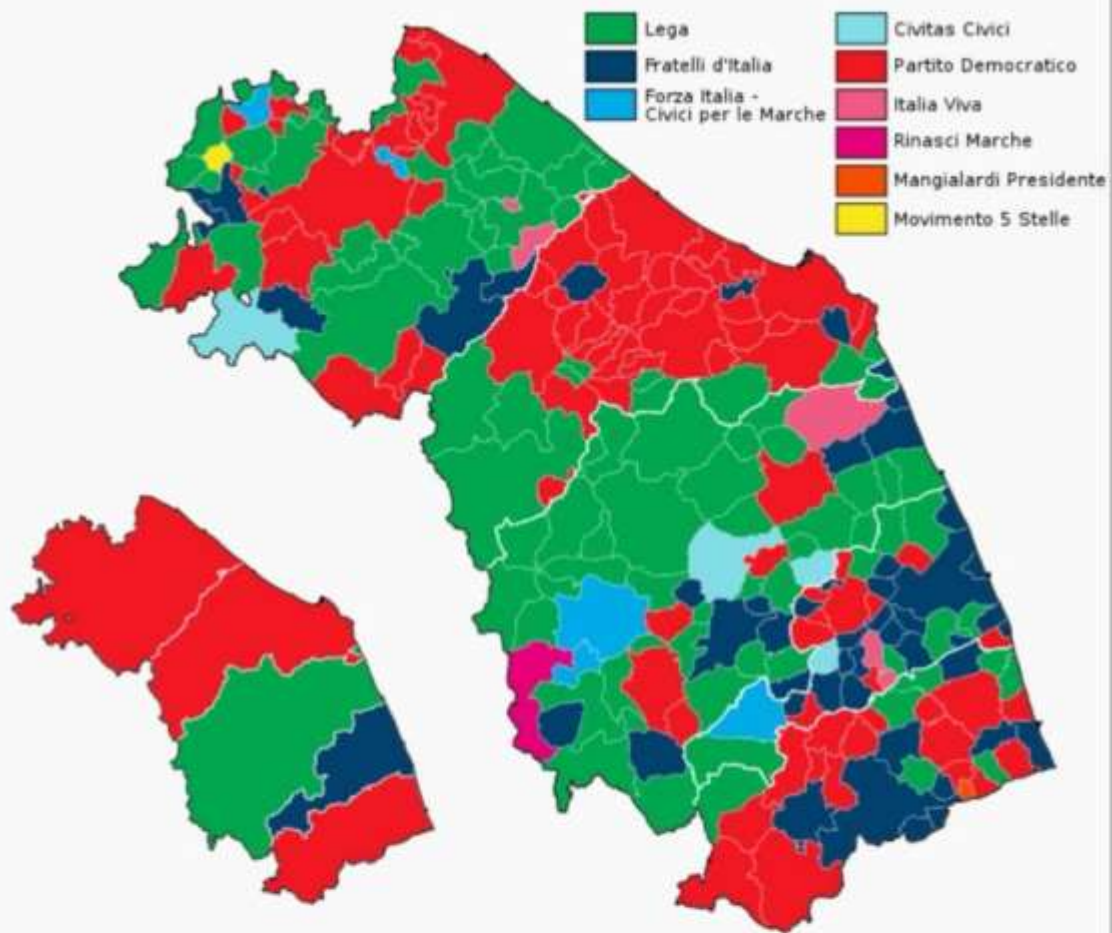 Lega
Fratelli d'Italia
Forza Italia -
Civici per le Marche
Civitas Civici
Partito Democratico
Italia Viva
Rinasci Marche
Mangialardi Presidente
Movimento 5 Stelle